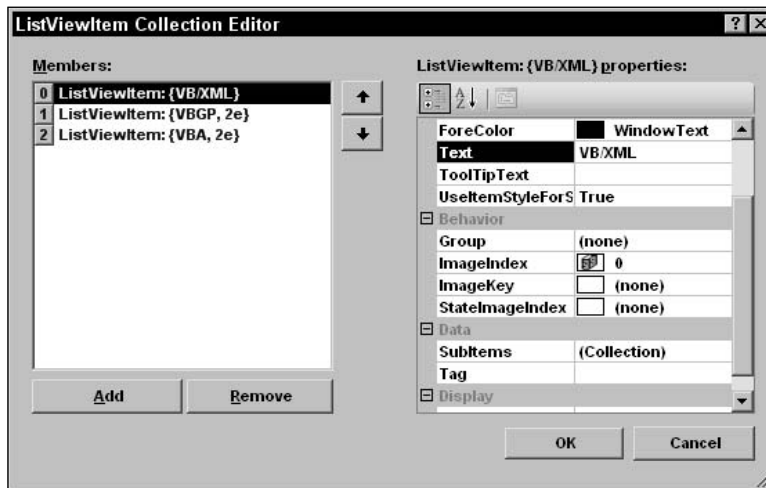 ListViewItem Collection Editor
? X
Members:
0 ListViewItem: {VB/XML}
1 ListViewItem: {VBGP, 2e}
2 ListViewItem: {VBA, 2e}
Add Remove
ListViewItem: {VB/XML} properties:
A Z
ForeColor WindowText
Text VB/XML
ToolTipText
UseItemStyleForS True
Behavior
Group (none)
ImageIndex 0
ImageKey (none)
StateImageIndex (none)
Data
SubItems (Collection)
Tag
Display
OK Cancel